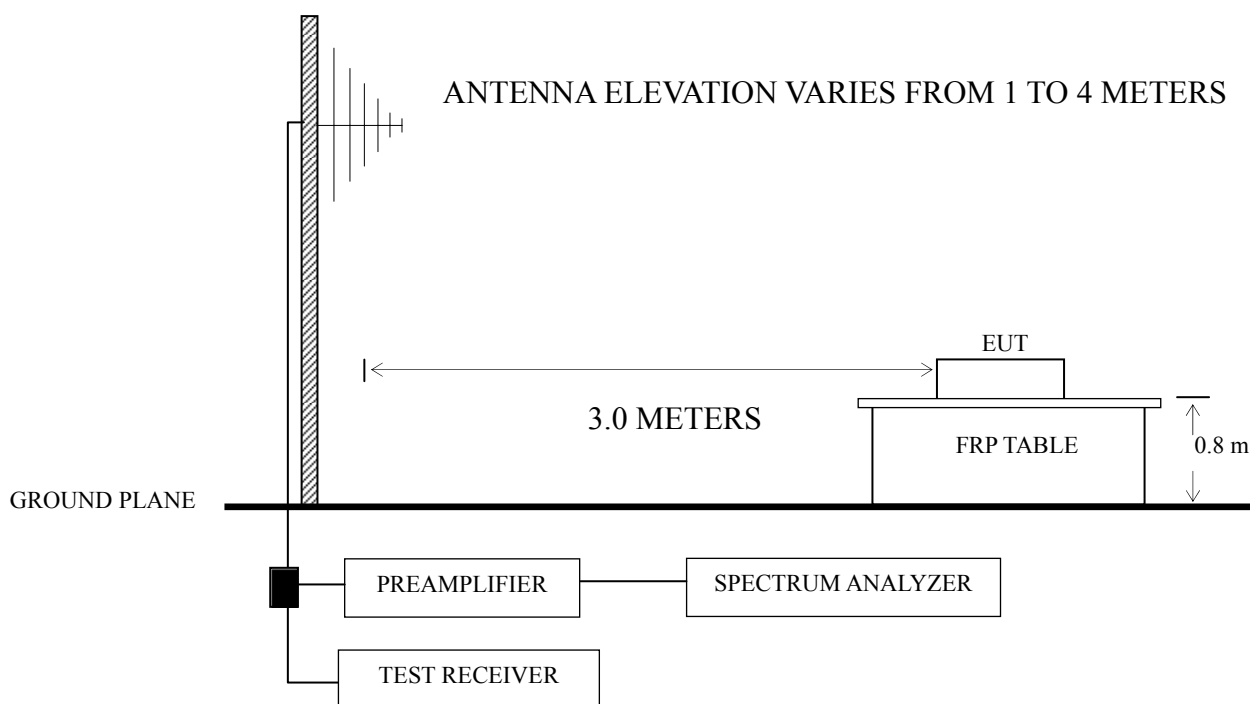 ANTENNA ELEVATION VARIES FROM 1 TO 4 METERS
EUT
3.0 METERS
FRP TABLE
0.8 m
GROUND PLANE
PREAMPLIFIER
SPECTRUM ANALYZER
TEST RECEIVER